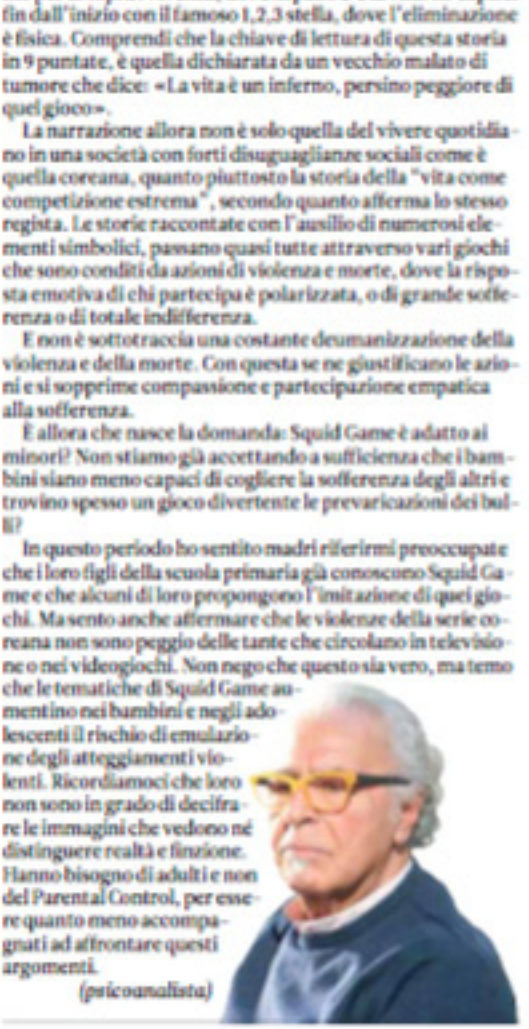 fin dall'inizio con il famoso 1,2,3 stella, dove l'eliminazione
è fisica. Comprendi che la chiave di lettura di questa storia
in 9 puntate, è quella dichiarata da un vecchio malato di
tumore che dice: «La vita è un inferno, persino peggiore di
quel gioco».
La narrazione allora non è solo quella del vivere quotidia-
no in una società con forti disuguaglianze sociali come è
quella coreana, quanto piuttosto la storia della "vita come
competizione estrema", secondo quanto afferma lo stesso
regista. Le storie raccontate con l'ausilio di numerosi ele-
menti simbolici, passano quasi tutte attraverso vari giochi
che sono conditi da azioni di violenza e morte, dove la rispo-
sta emotiva di chi partecipa è polarizzata, o di grande soffe-
renza o di totale indifferenza.
E non è sottotraccia una costante deumanizzazione della
violenza e della morte. Con questa se ne giustificano le azio-
ni e si sopprime compassione e partecipazione empatica
alla sofferenza.
È allora che nasce la domanda: Squid Game è adatto ai
minori? Non stiamo già accettando a sufficienza che i bam-
bini siano meno capaci di cogliere la sofferenza degli altri e
trovino spesso un gioco divertente le prevaricazioni dei bul-
li?
In questo periodo ho sentito madri riferirmi preoccupate
che i loro figli della scuola primaria già conoscono Squid Ga-
me e che alcuni di loro propongono l'imitazione di quei gio-
chi. Ma sento anche affermare che le violenze della serie co-
reana non sono peggio delle tante che circolano in televisio-
ne o nei videogiochi. Non nego che questo sia vero, ma temo
che le tematiche di Squid Game au-
mentino nei bambini e negli ado-
lescenti il rischio di emulazio-
ne degli atteggiamenti vio-
lenti. Ricordiamoci che loro
non sono in grado di decifra-
re le immagini che vedono né
distinguere realtà e finzione.
Hanno bisogno di adulti e non
del Parental Control, per esse-
re quanto meno accompa-
gnati ad affrontare questi
argomenti.
(psicoanalista)